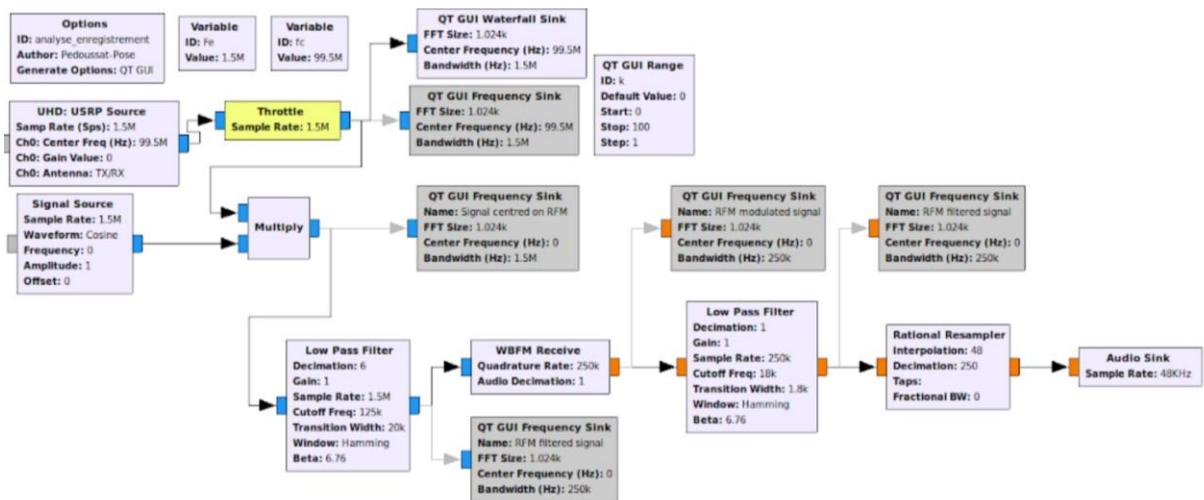 Options
ID: analyse_enregistrement
Author: Pedoussat-Pose
Generate Options: QT GUI
Variable
ID: Fe
Value: 1.5M
Variable
ID: fc
Value: 99.5M
QT GUI Waterfall Sink
FFT Size: 1.024k
Center Frequency (Hz): 99.5M
Bandwidth (Hz): 1.5M
QT GUI Range
ID: k
Default Value: 0
Start: 0
Stop: 100
Step: 1
UHD: USRP Source
Samp Rate (Sps): 1.5M
Ch0: Center Freq (Hz): 99.5M
Ch0: Gain Value: 0
Ch0: Antenna: TX/RX
Throttle
Sample Rate: 1.5M
QT GUI Frequency Sink
FFT Size: 1.024k
Center Frequency (Hz): 99.5M
Bandwidth (Hz): 1.5M
Signal Source
Sample Rate: 1.5M
Waveform: Cosine
Frequency: 0
Amplitude: 1
Offset: 0
Multiply
QT GUI Frequency Sink
Name: Signal centred on RFM
FFT Size: 1.024k
Center Frequency (Hz): 0
Bandwidth (Hz): 1.5M
QT GUI Frequency Sink
Name: RFM modulated signal
FFT Size: 1.024k
Center Frequency (Hz): 0
Bandwidth (Hz): 250k
QT GUI Frequency Sink
Name: RFM filtered signal
FFT Size: 1.024k
Center Frequency (Hz): 0
Bandwidth (Hz): 250k
Low Pass Filter
Decimation: 6
Gain: 1
Sample Rate: 1.5M
Cutoff Freq: 125k
Transition Width: 20k
Window: Hamming
Beta: 6.76
WBFM Receive
Quadrature Rate: 250k
Audio Decimation: 1
QT GUI Frequency Sink
Name: RFM filtered signal
FFT Size: 1.024k
Center Frequency (Hz): 0
Bandwidth (Hz): 250k
Low Pass Filter
Decimation: 1
Gain: 1
Sample Rate: 250k
Cutoff Freq: 18k
Transition Width: 1.8k
Window: Hamming
Beta: 6.76
Rational Resampler
Interpolation: 48
Decimation: 250
Taps:
Fractional BW: 0
Audio Sink
Sample Rate: 48KHz